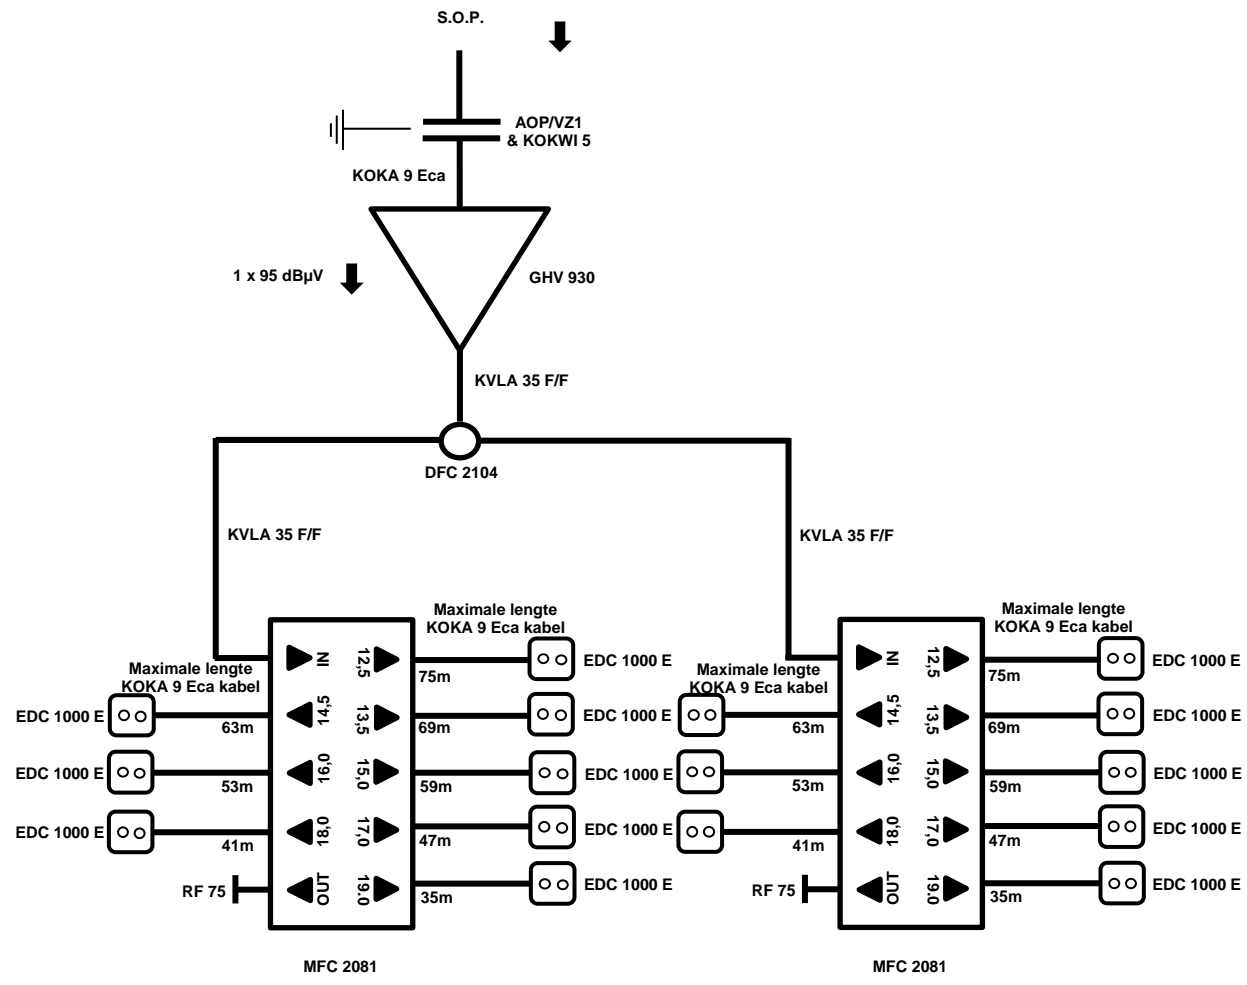 S.O.P.
AOP/VZ1
& KOKWI 5
KOKA 9 Eca
1 x 95 dBµV
GHV 930
KVLA 35 F/F
DFC 2104
KVLA 35 F/F
KVLA 35 F/F
Maximale lengte
KOKA 9 Eca kabel
Maximale lengte
KOKA 9 Eca kabel
IN
12,5
75m
EDC 1000 E
EDC 1000 E
63m
14,5
13,5
69m
EDC 1000 E
EDC 1000 E
53m
16,0
15,0
59m
EDC 1000 E
EDC 1000 E
41m
18,0
17,0
47m
EDC 1000 E
RF 75
OUT
19.0
35m
EDC 1000 E
MFC 2081
Maximale lengte
KOKA 9 Eca kabel
Maximale lengte
KOKA 9 Eca kabel
IN
12,5
75m
EDC 1000 E
63m
14,5
13,5
69m
EDC 1000 E
53m
16,0
15,0
59m
EDC 1000 E
41m
18,0
17,0
47m
EDC 1000 E
RF 75
OUT
19.0
35m
EDC 1000 E
MFC 2081